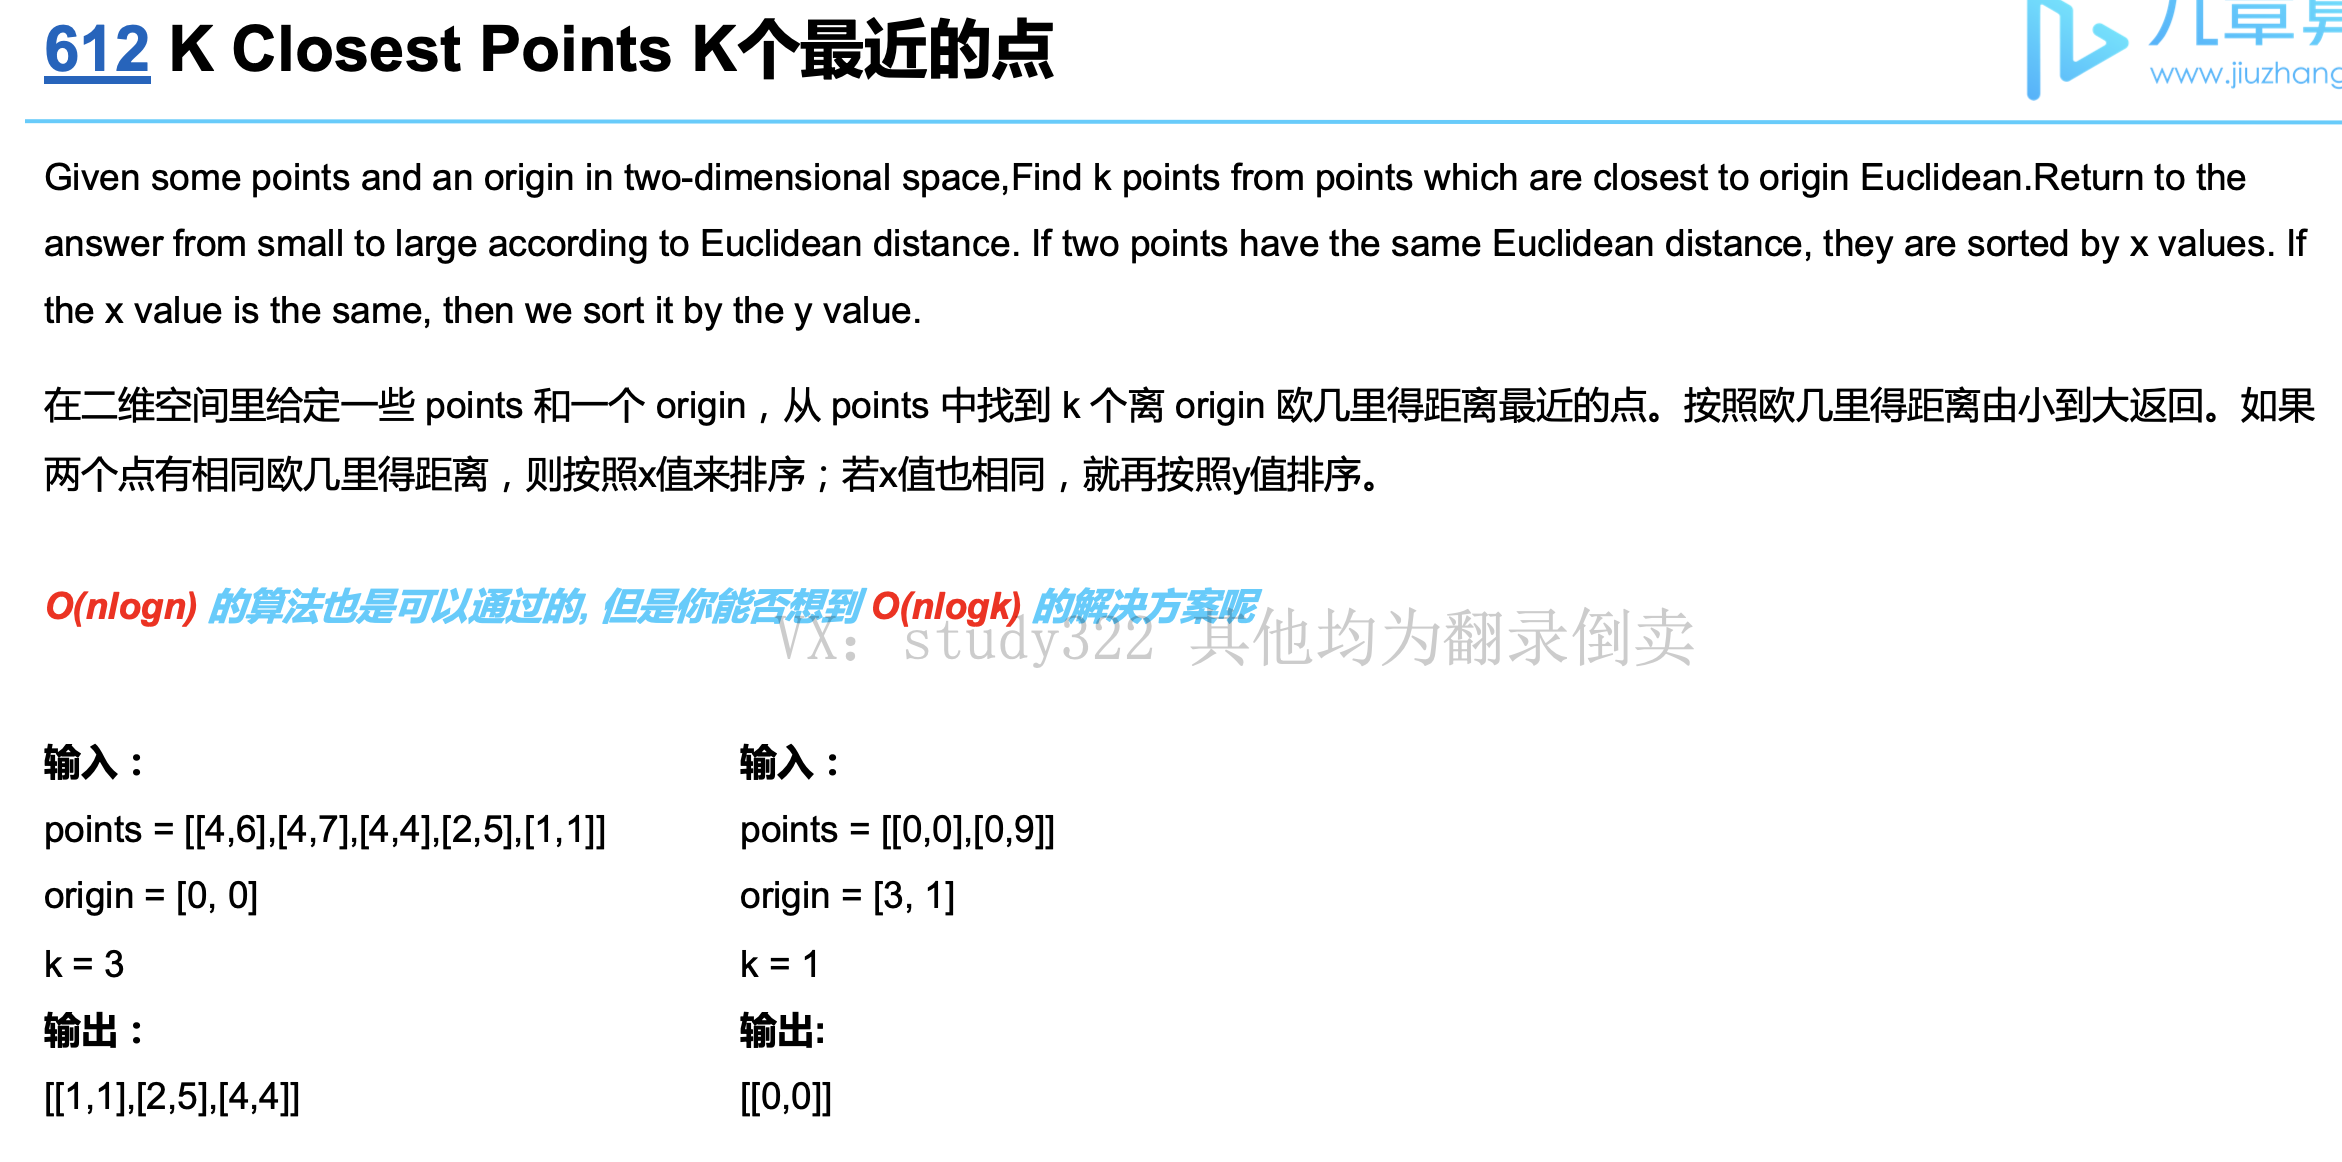 612 K Closest Points K个最近的点
www.jiuzhang
Given some points and an origin in two-dimensional space,Find k points from points which are closest to origin Euclidean.Return to the
answer from small to large according to Euclidean distance. If two points have the same Euclidean distance, they are sorted by x values. If
the x value is the same, then we sort it by the y value.
在二维空间里给定一些 points 和一个 origin，从 points 中找到 k 个离 origin 欧几里得距离最近的点。按照欧几里得距离由小到大返回。如果
两个点有相同欧几里得距离，则按照x值来排序；若x值也相同，就再按照y值排序。
O(nlogn) 的算法也是可以通过的, 但是你能否想到 O(nlogk) 的解决方案呢
VX: study322 其他均为翻录倒卖
输入：
points = [[4,6],[4,7],[4,4],[2,5],[1,1]]
origin = [0, 0]
k = 3
输出：
[[1,1],[2,5],[4,4]]
输入：
points = [[0,0],[0,9]]
origin = [3, 1]
k = 1
输出:
[[0,0]]